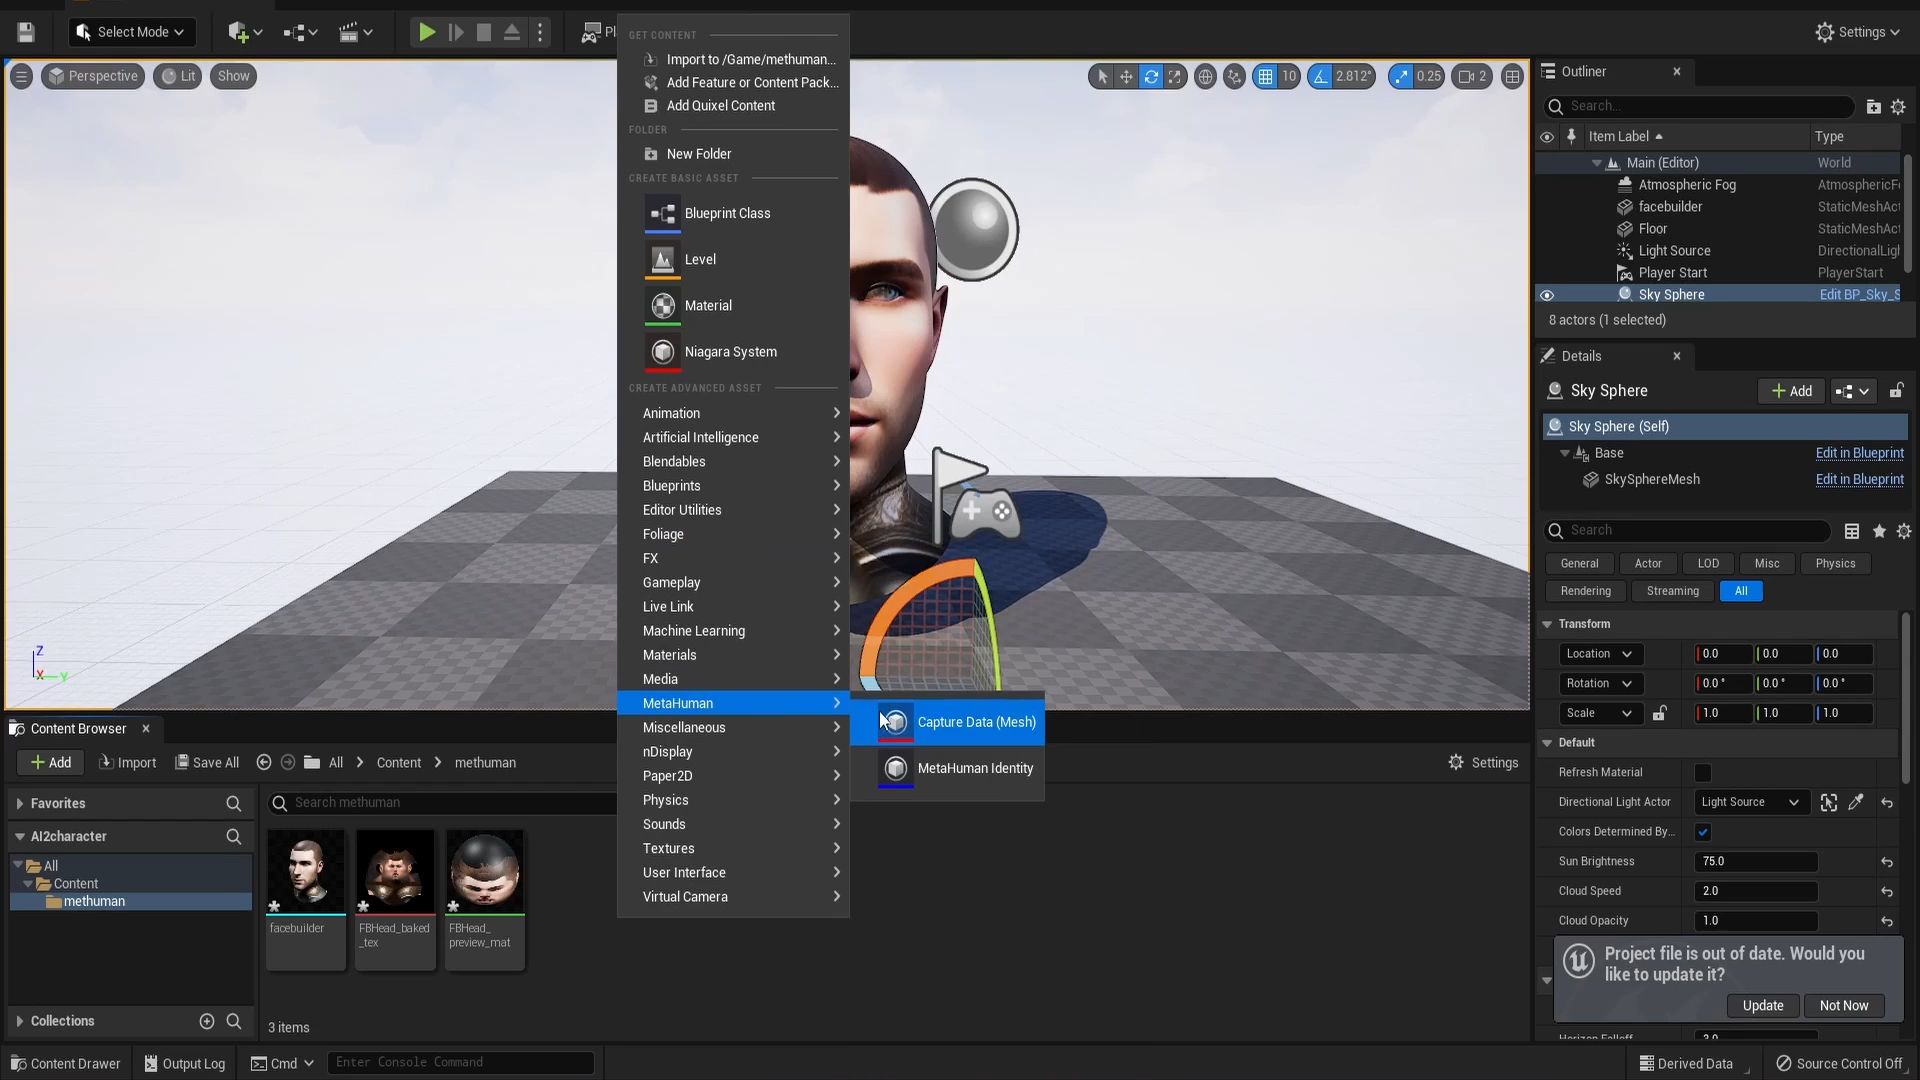 Select Mode
Settings
Perspective
Lit
Show
10
2.812°
0.25
2
GET CONTENT
Import to /Game/methuman...
Add Feature or Content Pack...
Add Quixel Content
FOLDER
New Folder
CREATE BASIC ASSET
Blueprint Class
Level
Material
Niagara System
CREATE ADVANCED ASSET
Animation
Artificial Intelligence
Blendables
Blueprints
Editor Utilities
Foliage
FX
Gameplay
Live Link
Machine Learning
Materials
Media
MetaHuman
Miscellaneous
nDisplay
Paper2D
Physics
Sounds
Textures
User Interface
Virtual Camera
Capture Data (Mesh)
MetaHuman Identity
Z
X
Y
Outliner
Search...
Item Label
Type
Main (Editor)
World
Atmospheric Fog
AtmosphericF
facebuilder
StaticMeshAct
Floor
StaticMeshAct
Light Source
DirectionalLigh
Player Start
PlayerStart
Sky Sphere
Edit BP_Sky_S
8 actors (1 selected)
Details
Sky Sphere
Add
Sky Sphere (Self)
Base
Edit in Blueprint
SkySphereMesh
Edit in Blueprint
Search
General
Actor
LOD
Misc
Physics
Rendering
Streaming
All
Transform
Location
0.0
0.0
0.0
Rotation
0.0 °
0.0 °
0.0 °
Scale
1.0
1.0
1.0
Default
Refresh Material
Directional Light Actor
Light Source
Colors Determined By...
Sun Brightness
75.0
Cloud Speed
2.0
Cloud Opacity
1.0
Project file is out of date. Would you
like to update it?
Update
Not Now
Horizon Falloff
3.0
Content Browser
Add
Import
Save All
All
Content
methuman
Settings
Favorites
Search methuman
AI2character
All
Content
methuman
facebuilder
FBHead_baked
_tex
FBHead_
preview_mat
Collections
3 items
Content Drawer
Output Log
Cmd
Enter Console Command
Derived Data
Source Control Off